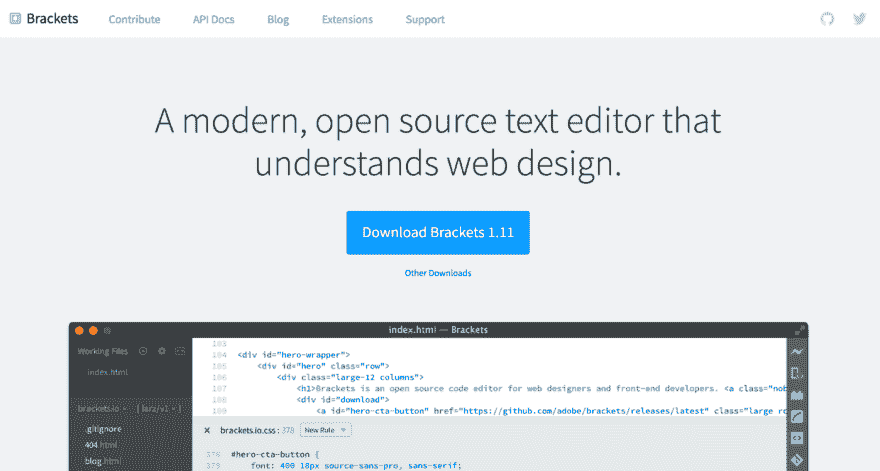 Brackets
Contribute
API Docs
Blog
Extensions
Support
A modern, open source text editor that
understands web design.
Download Brackets 1.11
Other Downloads
index.html — Brackets
Working Files
index.html
brackets.io
[ larz/v1 ]
.gitignore
404.html
blog.html
103
104 <div id="hero-wrapper">
105 <div id="hero" class="row">
106 <div class="large-12 columns">
107 <h1>Brackets is an open source code editor for web designers and front-end developers. <a class="nob
108 <div id="download">
109 <a id="hero-cta-button" href="https://github.com/adobe/brackets/releases/latest" class="large ro
× brackets.io.css : 378 New Rule
378 #hero-cta-button {
379 font: 400 18px source-sans-pro, sans-serif;